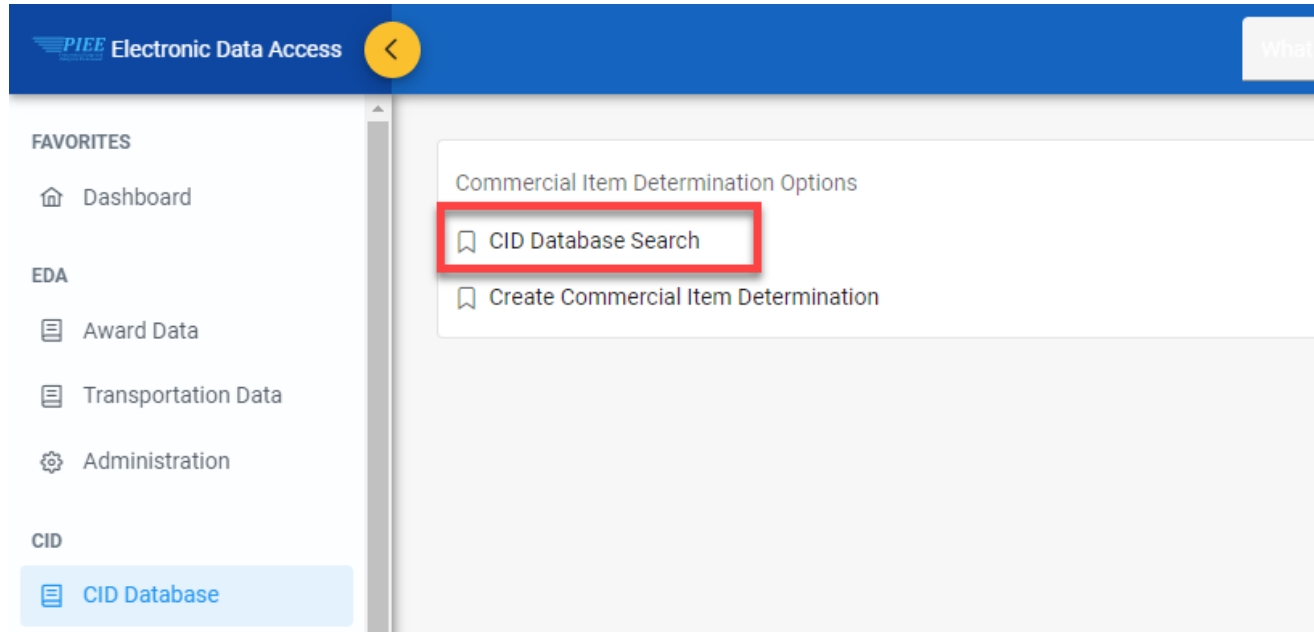 PIEE Electronic Data Access
What
FAVORITES
Dashboard
EDA
Award Data
Transportation Data
Administration
CID
CID Database
Commercial Item Determination Options
CID Database Search
Create Commercial Item Determination